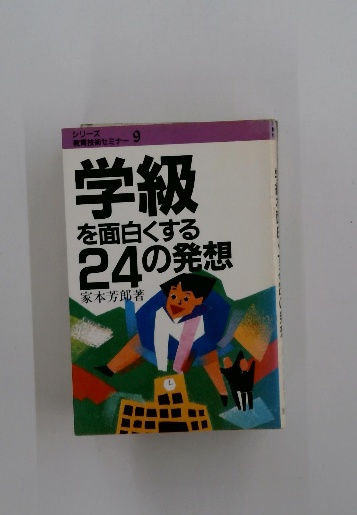 シリーズ
教育技術セミナー 9
学級
を面白くする
24の発想
家本芳郎著